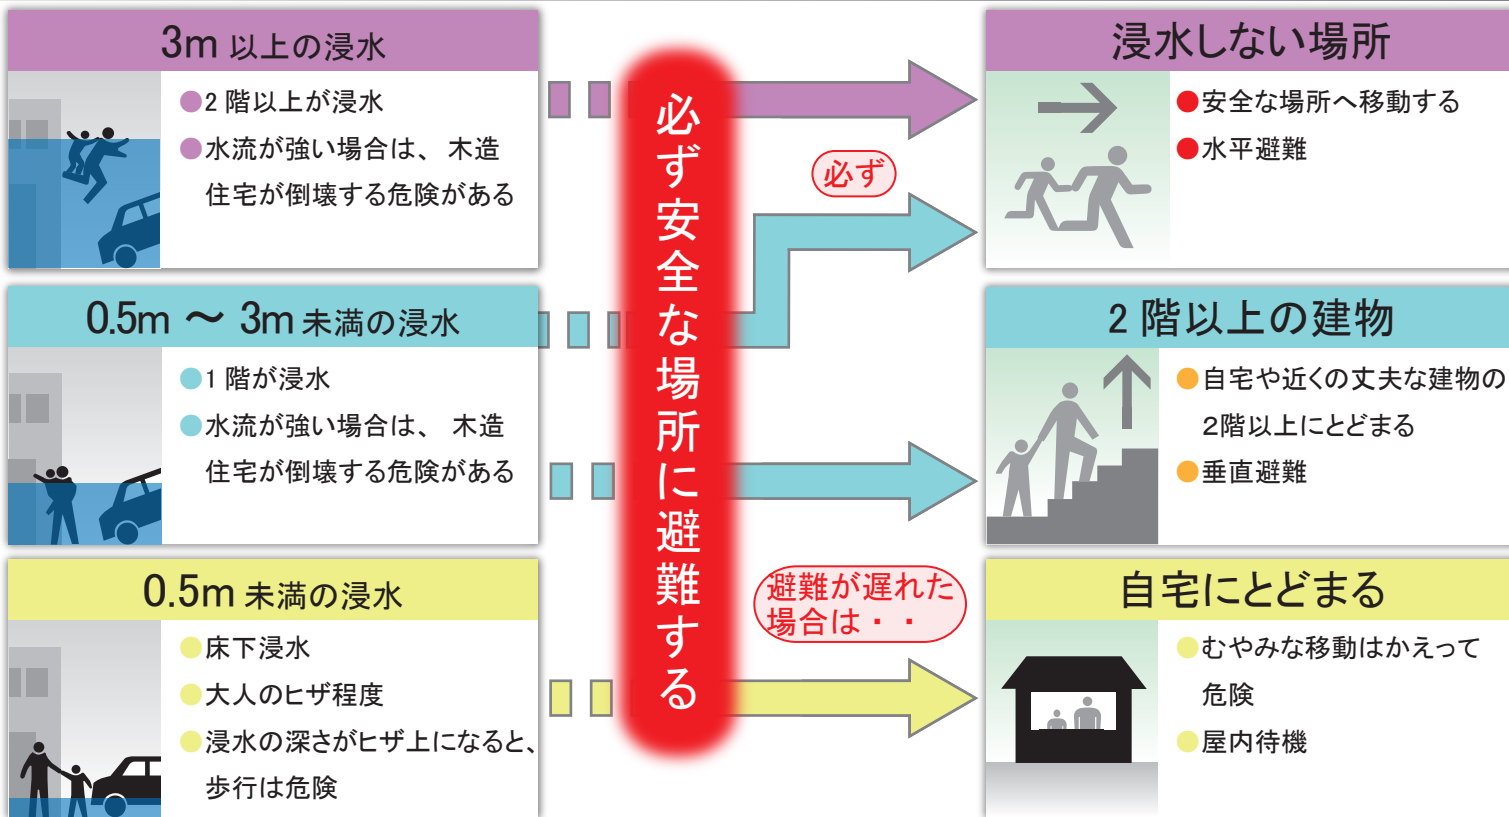 3m 以上の浸水
●2 階以上が浸水
●水流が強い場合は、 木造
住宅が倒壊する危険がある
0.5m ～ 3m 未満の浸水
●1 階が浸水
●水流が強い場合は、 木造
住宅が倒壊する危険がある
0.5m 未満の浸水
●床下浸水
●大人のヒザ程度
●浸水の深さがヒザ上になると、
歩行は危険
必ず安全な場所に避難する
必ず
避難が遅れた
場合は・・
浸水しない場所
●安全な場所へ移動する
●水平避難
2 階以上の建物
●自宅や近くの丈夫な建物の
２階以上にとどまる
●垂直避難
自宅にとどまる
●むやみな移動はかえって
危険
●屋内待機